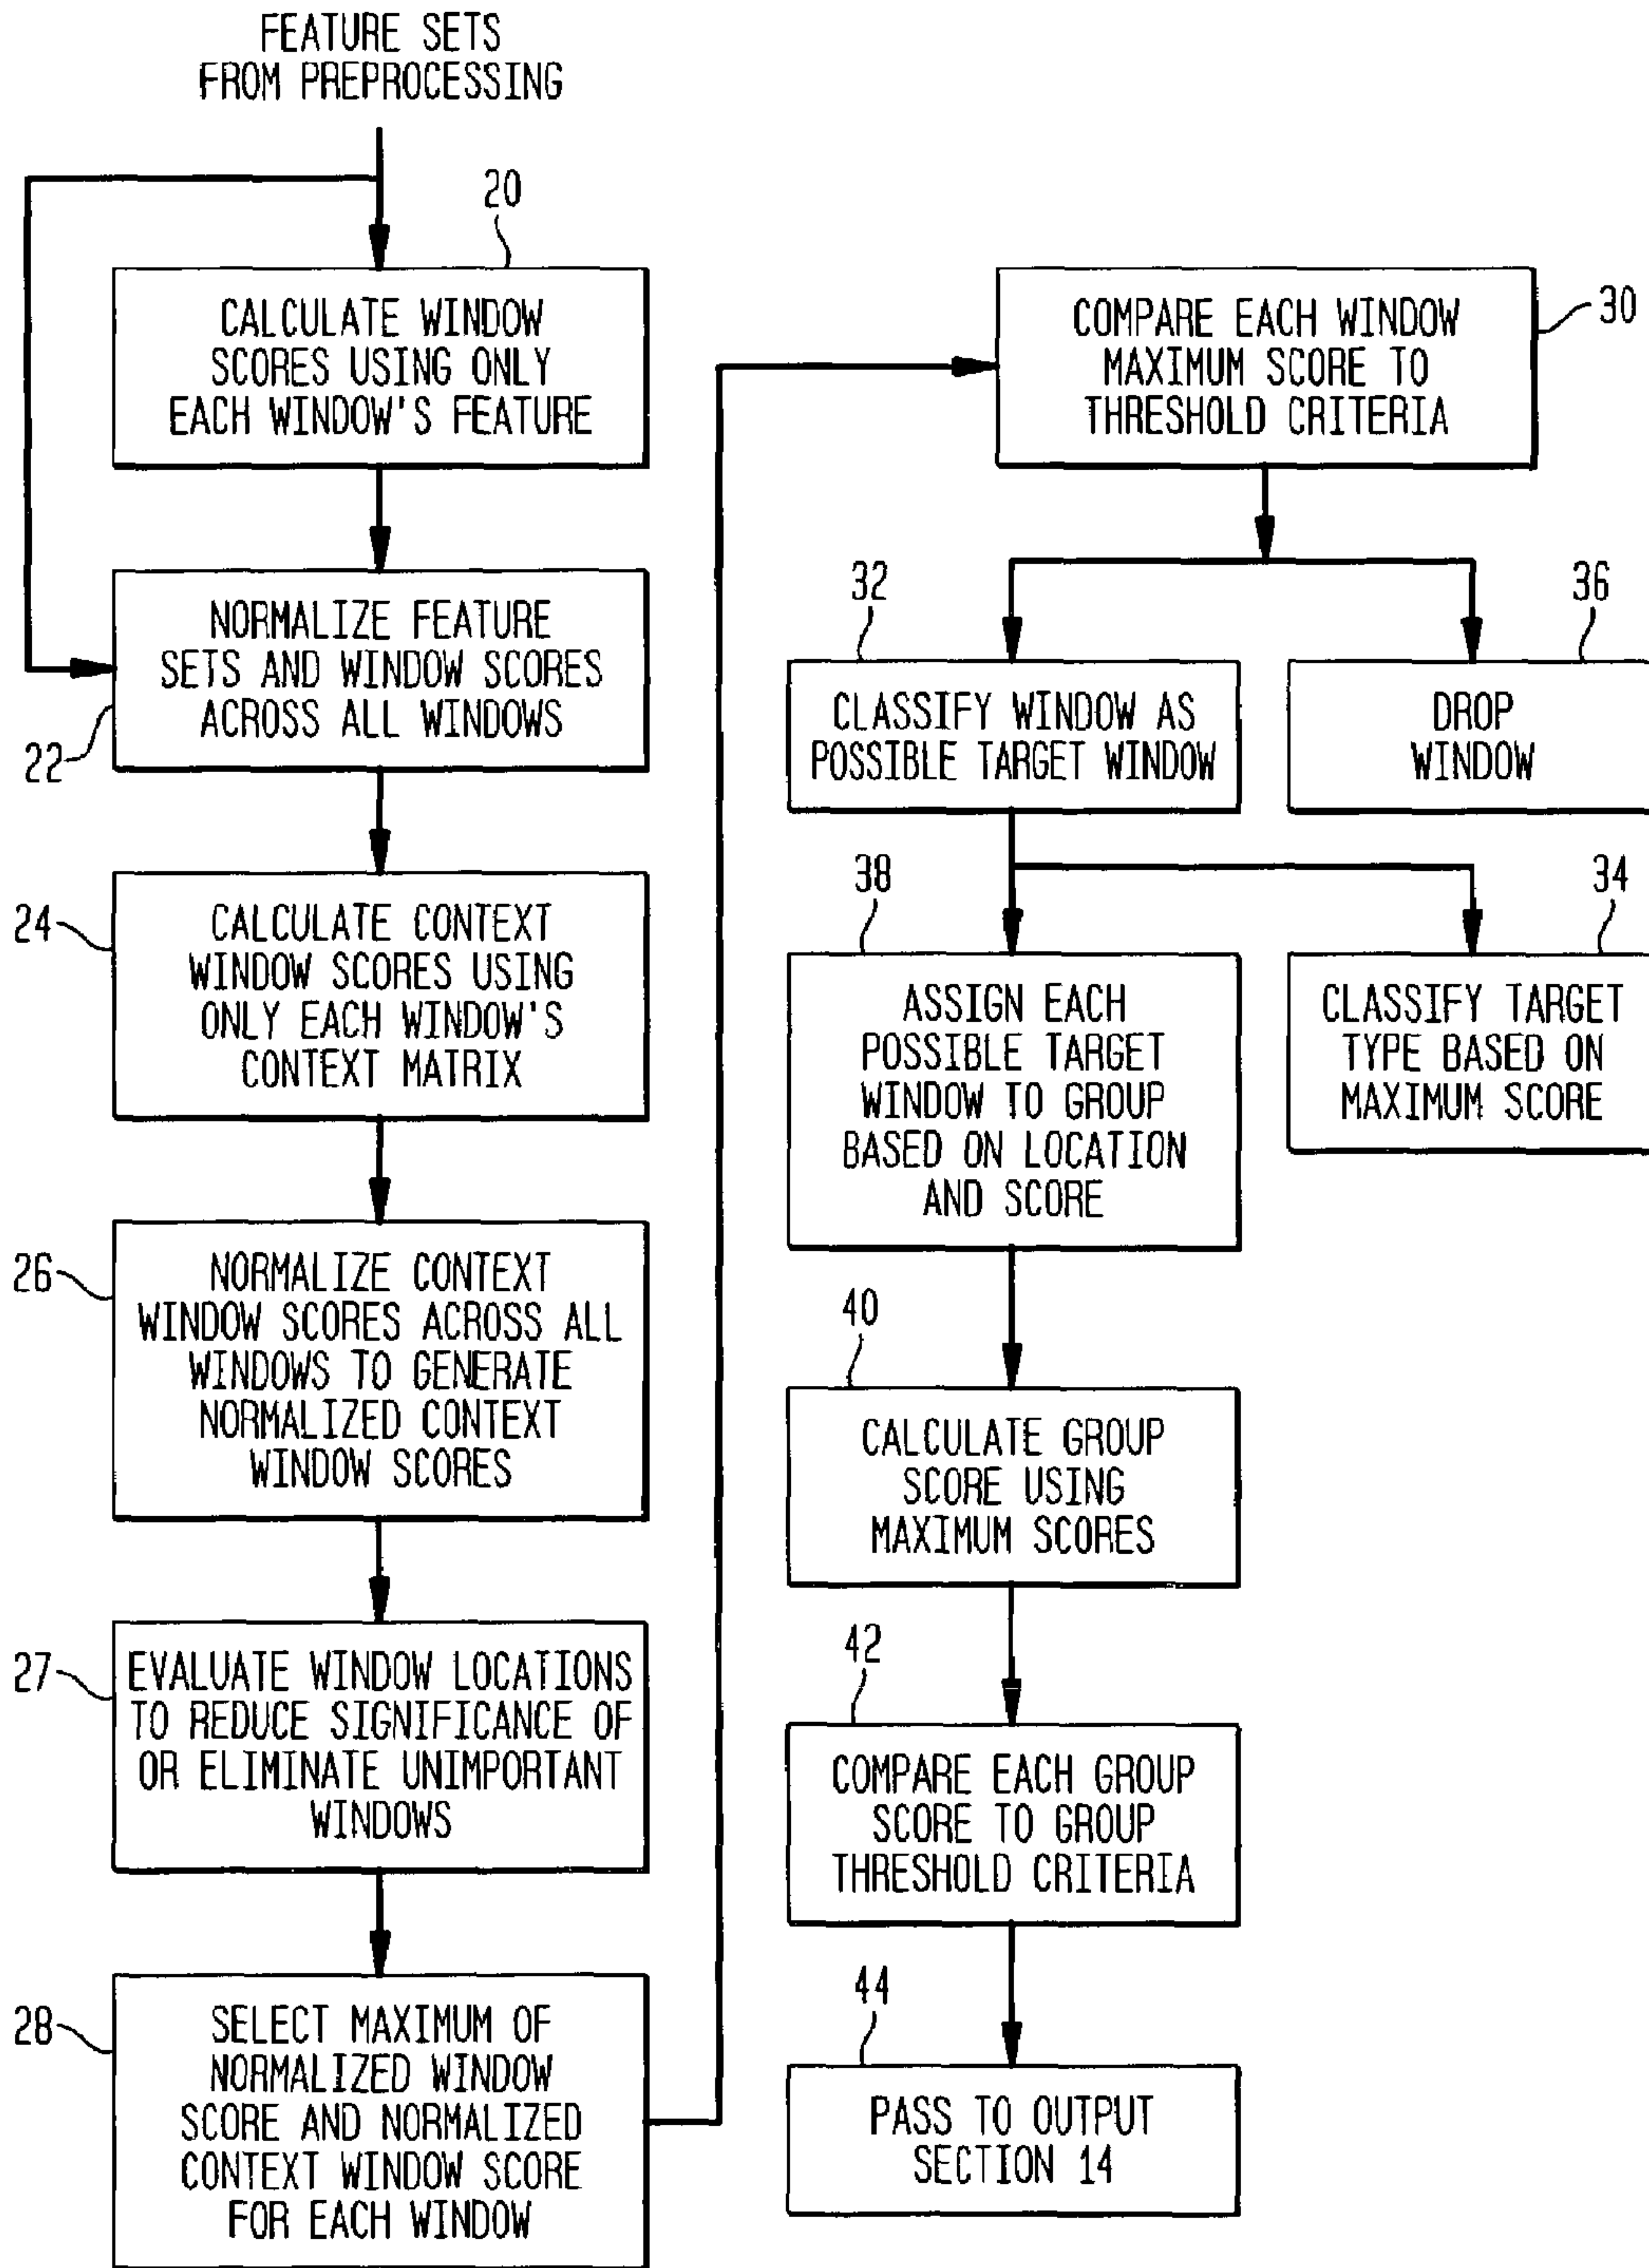 FEATURE SETS
FROM PREPROCESSING
20
CALCULATE WINDOW
SCORES USING ONLY
EACH WINDOW'S FEATURE
NORMALIZE FEATURE
SETS AND WINDOW SCORES
ACROSS ALL WINDOWS
22
24
CALCULATE CONTEXT
WINDOW SCORES USING
ONLY EACH WINDOW'S
CONTEXT MATRIX
26
NORMALIZE CONTEXT
WINDOW SCORES ACROSS ALL
WINDOWS TO GENERATE
NORMALIZED CONTEXT
WINDOW SCORES
27
EVALUATE WINDOW LOCATIONS
TO REDUCE SIGNIFICANCE OF
OR ELIMINATE UNIMPORTANT
WINDOWS
28
SELECT MAXIMUM OF
NORMALIZED WINDOW
SCORE AND NORMALIZED
CONTEXT WINDOW SCORE
FOR EACH WINDOW
30
COMPARE EACH WINDOW
MAXIMUM SCORE TO
THRESHOLD CRITERIA
32
CLASSIFY WINDOW AS
POSSIBLE TARGET WINDOW
36
DROP
WINDOW
38
ASSIGN EACH
POSSIBLE TARGET
WINDOW TO GROUP
BASED ON LOCATION
AND SCORE
34
CLASSIFY TARGET
TYPE BASED ON
MAXIMUM SCORE
40
CALCULATE GROUP
SCORE USING
MAXIMUM SCORES
42
COMPARE EACH GROUP
SCORE TO GROUP
THRESHOLD CRITERIA
44
PASS TO OUTPUT
SECTION 14